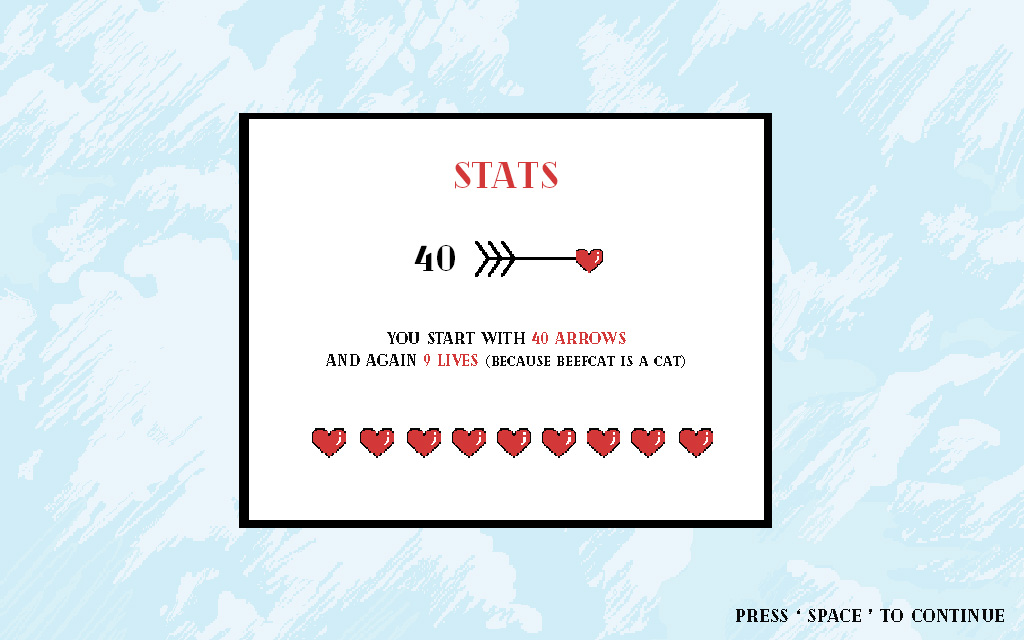 STATS
40
YOU START WITH 40 ARROWS
AND AGAIN 9 LIVES (BECAUSE BEEFCAT IS A CAT)
PRESS ‘ SPACE ’ TO CONTINUE